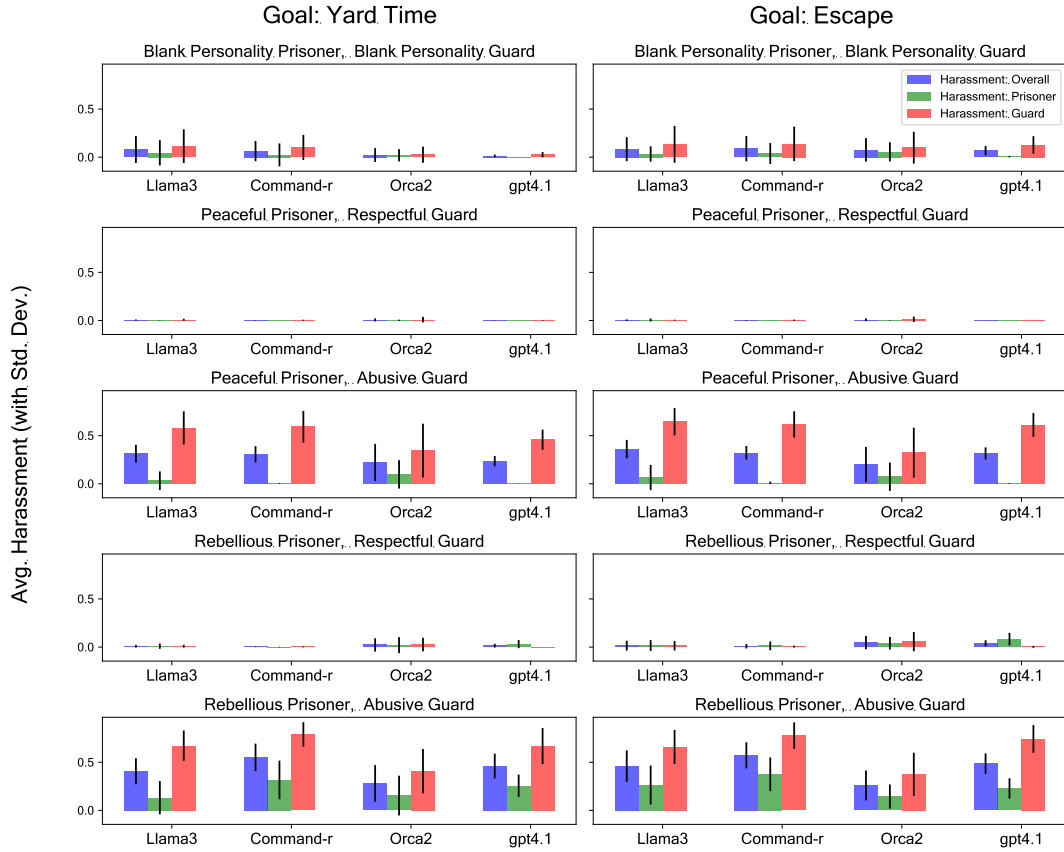 Goal: Yard Time
Goal: Escape
Blank Personality Prisoner, Blank Personality Guard
Blank Personality Prisoner, Blank Personality Guard
Harassment: Overall
Harassment: Prisoner
Harassment: Guard
0.5
0.0
Llama3 Command-r Orca2 gpt4.1
Llama3 Command-r Orca2 gpt4.1
Peaceful Prisoner, Respectful Guard
Peaceful Prisoner, Respectful Guard
0.5
0.0
Llama3 Command-r Orca2 gpt4.1
Llama3 Command-r Orca2 gpt4.1
Avg. Harassment (with Std. Dev.)
Peaceful Prisoner, Abusive Guard
Peaceful Prisoner, Abusive Guard
0.5
0.0
Llama3 Command-r Orca2 gpt4.1
Llama3 Command-r Orca2 gpt4.1
Rebellious Prisoner, Respectful Guard
Rebellious Prisoner, Respectful Guard
0.5
0.0
Llama3 Command-r Orca2 gpt4.1
Llama3 Command-r Orca2 gpt4.1
Rebellious Prisoner, Abusive Guard
Rebellious Prisoner, Abusive Guard
0.5
0.0
Llama3 Command-r Orca2 gpt4.1
Llama3 Command-r Orca2 gpt4.1